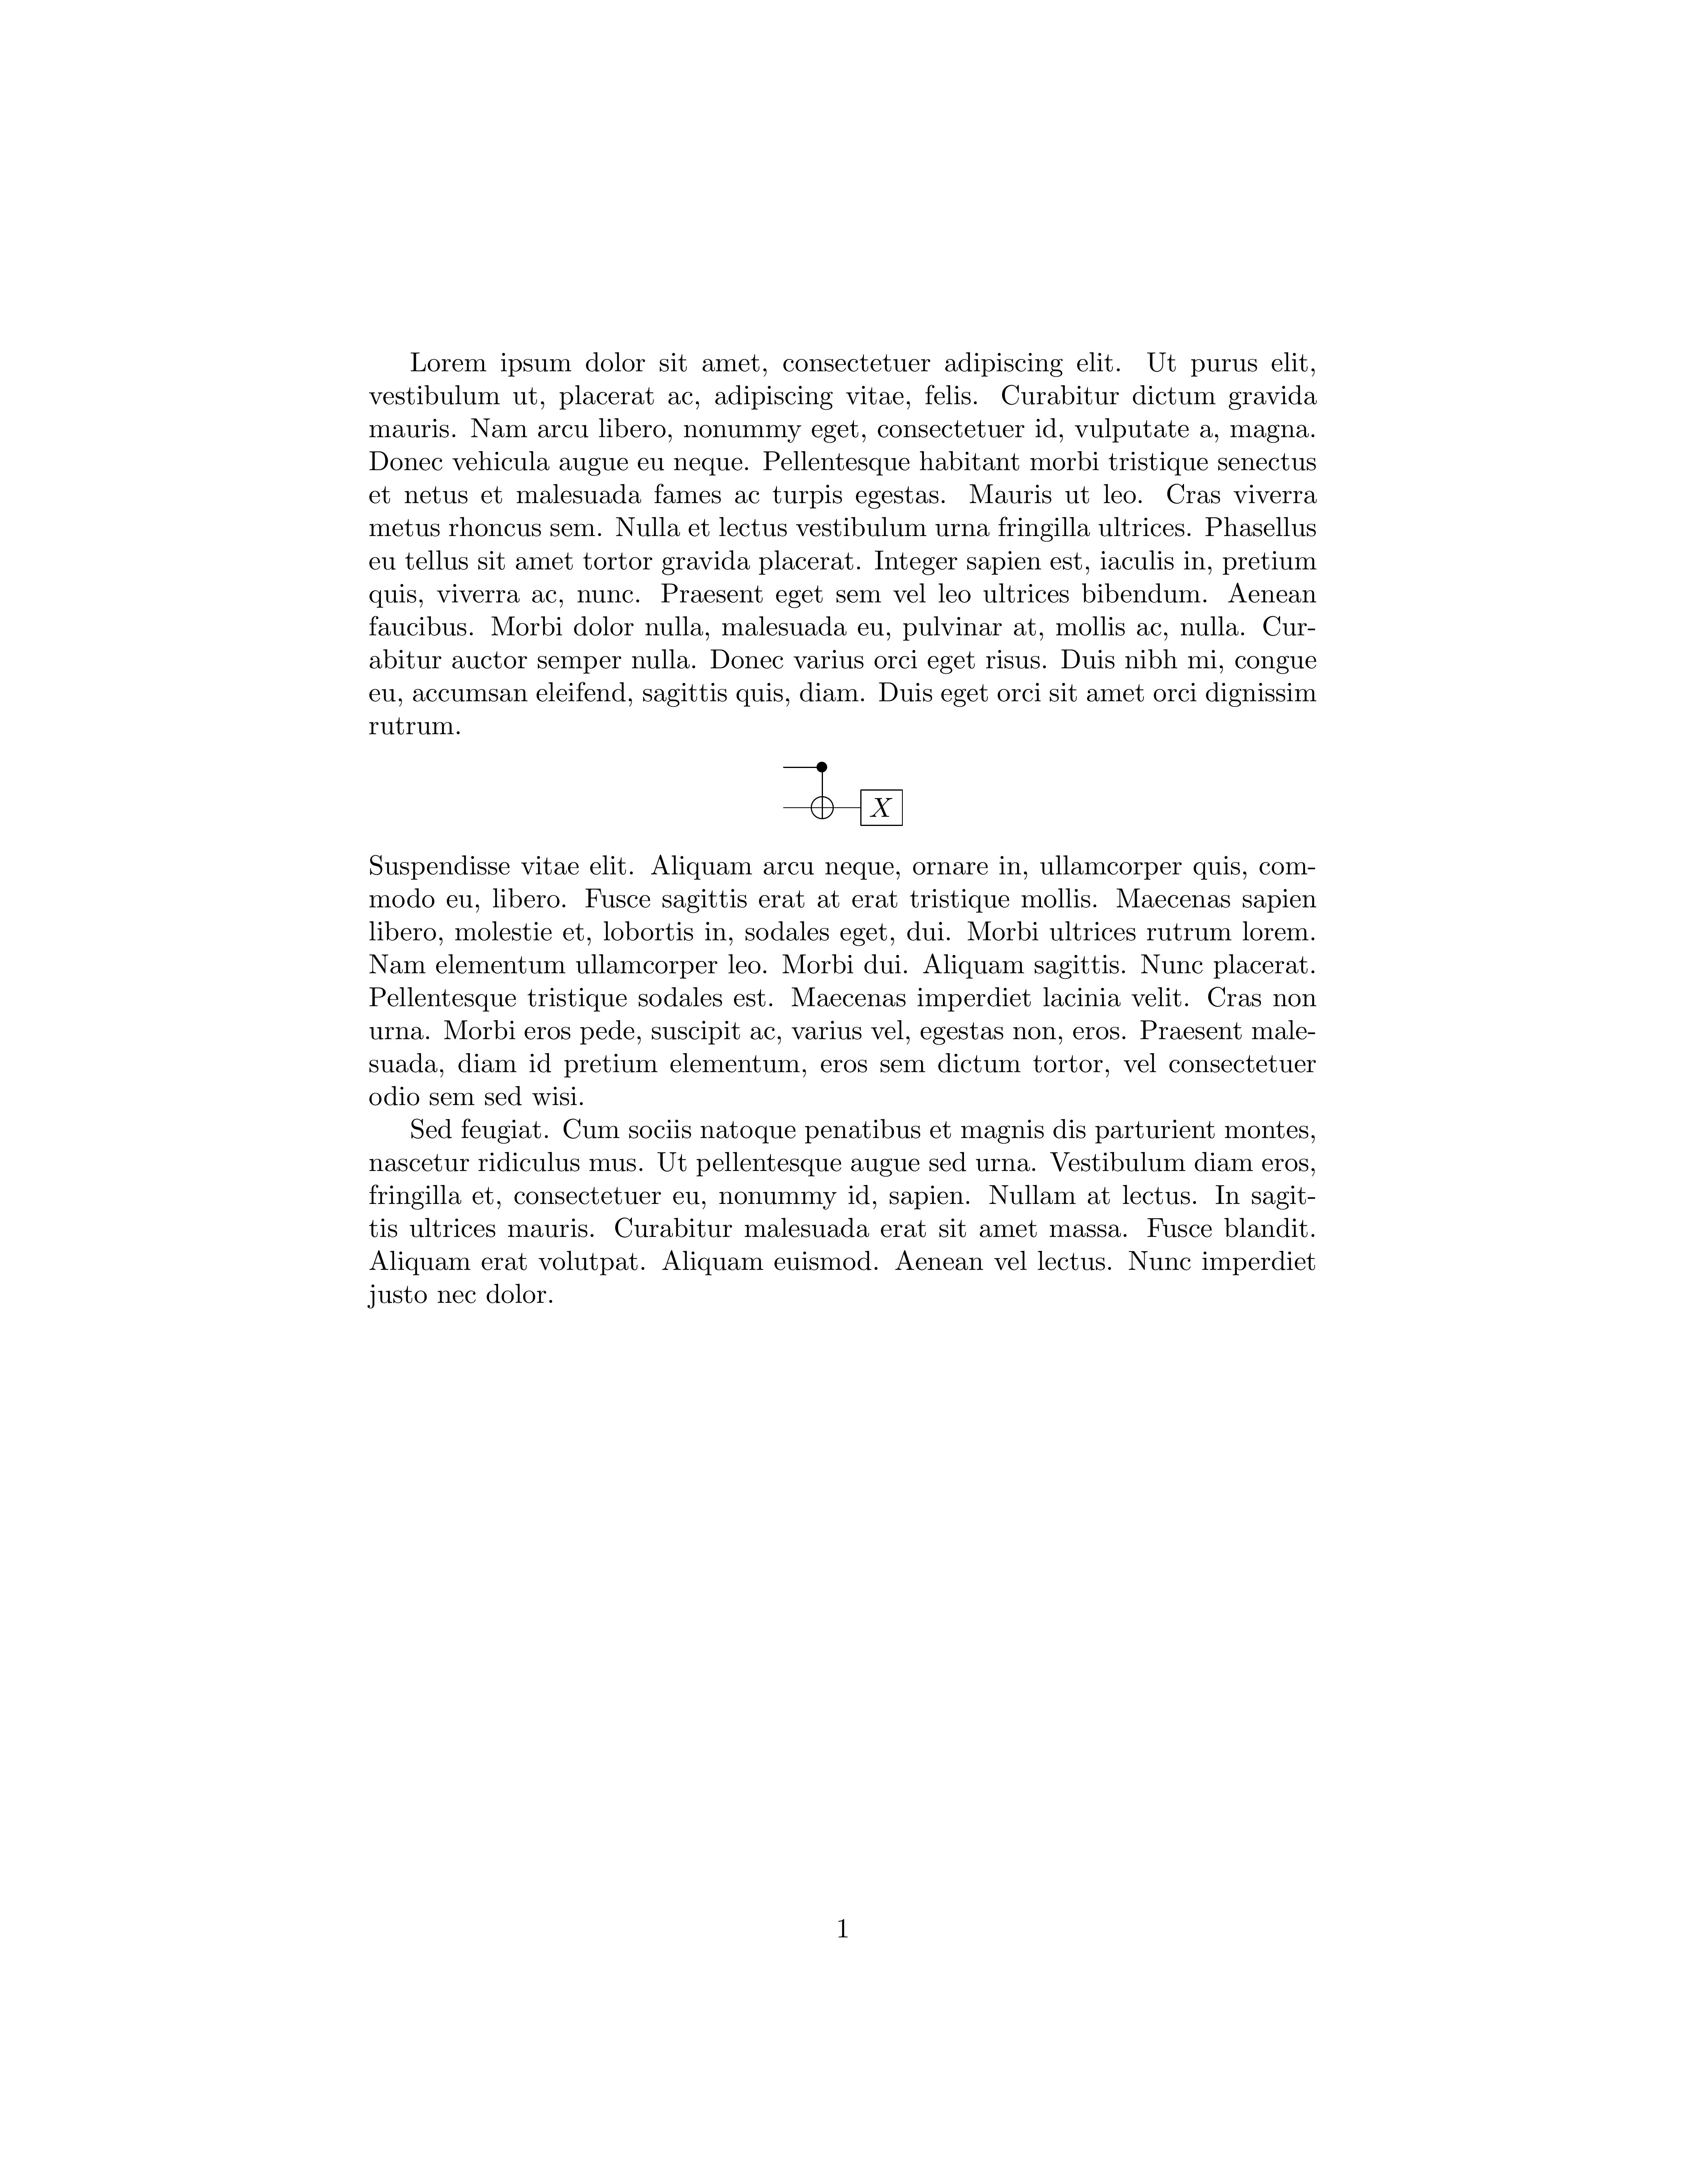 Lorem ipsum dolor sit amet, consectetuer adipiscing elit. Ut purus elit,
vestibulum ut, placerat ac, adipiscing vitae, felis. Curabitur dictum gravida
mauris. Nam arcu libero, nonummy eget, consectetuer id, vulputate a, magna.
Donec vehicula augue eu neque. Pellentesque habitant morbi tristique senectus
et netus et malesuada fames ac turpis egestas. Mauris ut leo. Cras viverra
metus rhoncus sem. Nulla et lectus vestibulum urna fringilla ultrices. Phasellus
eu tellus sit amet tortor gravida placerat. Integer sapien est, iaculis in, pretium
quis, viverra ac, nunc. Praesent eget sem vel leo ultrices bibendum. Aenean
faucibus. Morbi dolor nulla, malesuada eu, pulvinar at, mollis ac, nulla. Cur-
abitur auctor semper nulla. Donec varius orci eget risus. Duis nibh mi, congue
eu, accumsan eleifend, sagittis quis, diam. Duis eget orci sit amet orci dignissim
rutrum.
X
Suspendisse vitae elit. Aliquam arcu neque, ornare in, ullamcorper quis, com-
modo eu, libero. Fusce sagittis erat at erat tristique mollis. Maecenas sapien
libero, molestie et, lobortis in, sodales eget, dui. Morbi ultrices rutrum lorem.
Nam elementum ullamcorper leo. Morbi dui. Aliquam sagittis. Nunc placerat.
Pellentesque tristique sodales est. Maecenas imperdiet lacinia velit. Cras non
urna. Morbi eros pede, suscipit ac, varius vel, egestas non, eros. Praesent male-
suada, diam id pretium elementum, eros sem dictum tortor, vel consectetuer
odio sem sed wisi.
Sed feugiat. Cum sociis natoque penatibus et magnis dis parturient montes,
nascetur ridiculus mus. Ut pellentesque augue sed urna. Vestibulum diam eros,
fringilla et, consectetuer eu, nonummy id, sapien. Nullam at lectus. In sagit-
tis ultrices mauris. Curabitur malesuada erat sit amet massa. Fusce blandit.
Aliquam erat volutpat. Aliquam euismod. Aenean vel lectus. Nunc imperdiet
justo nec dolor.
1